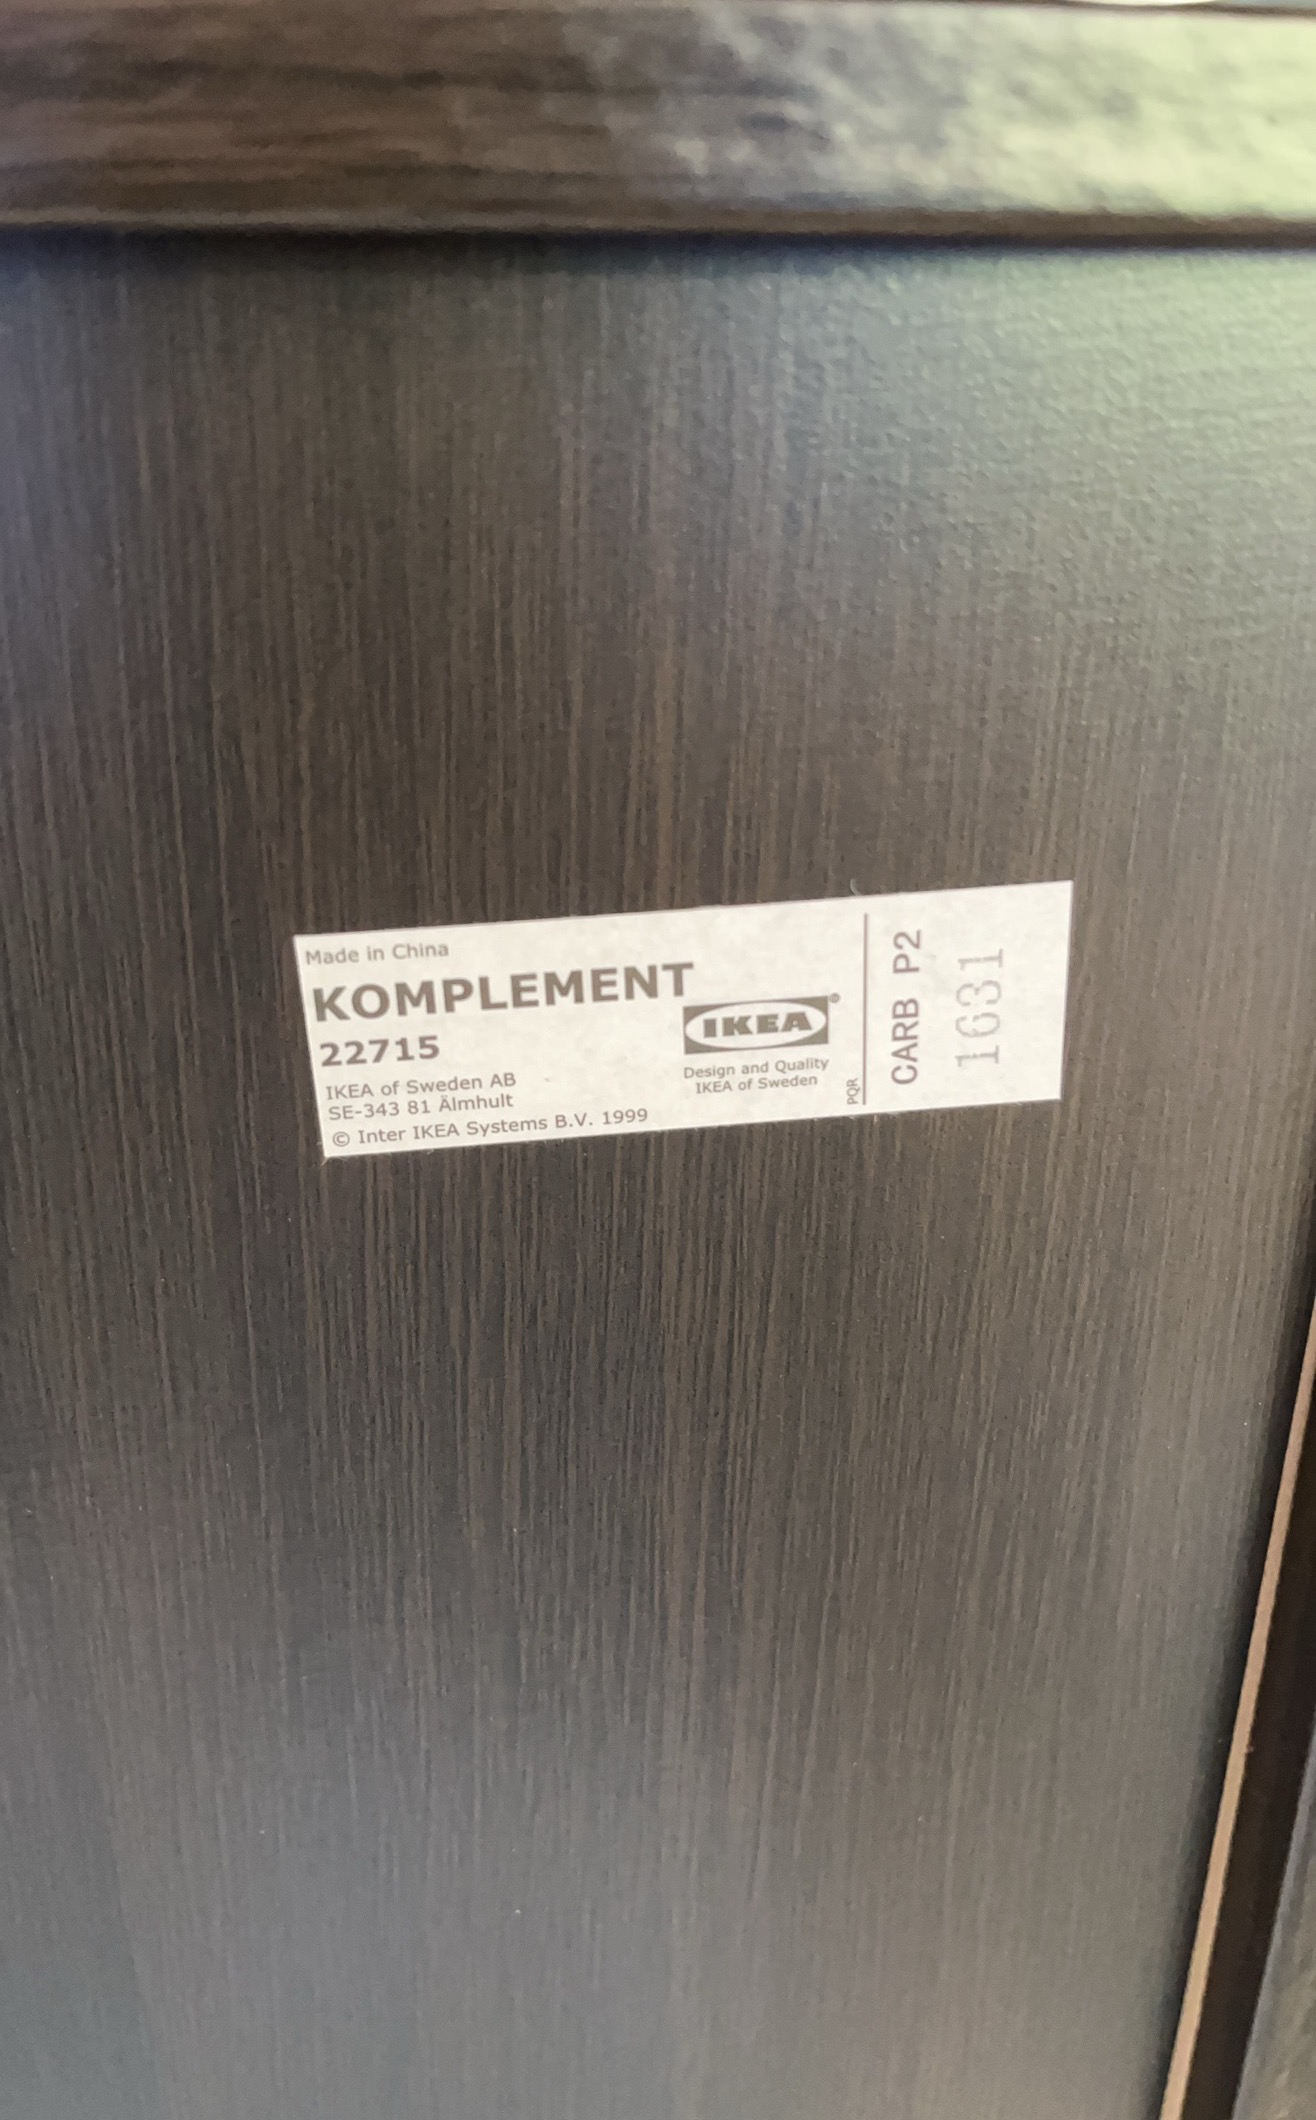 Made in China
KOMPLEMENT
22715
IKEA of Sweden AB
SE-343 81 Älmhult
© Inter IKEA Systems B.V. 1999
IKEA®
Design and Quality
IKEA of Sweden
PQR
CARB P2
1631